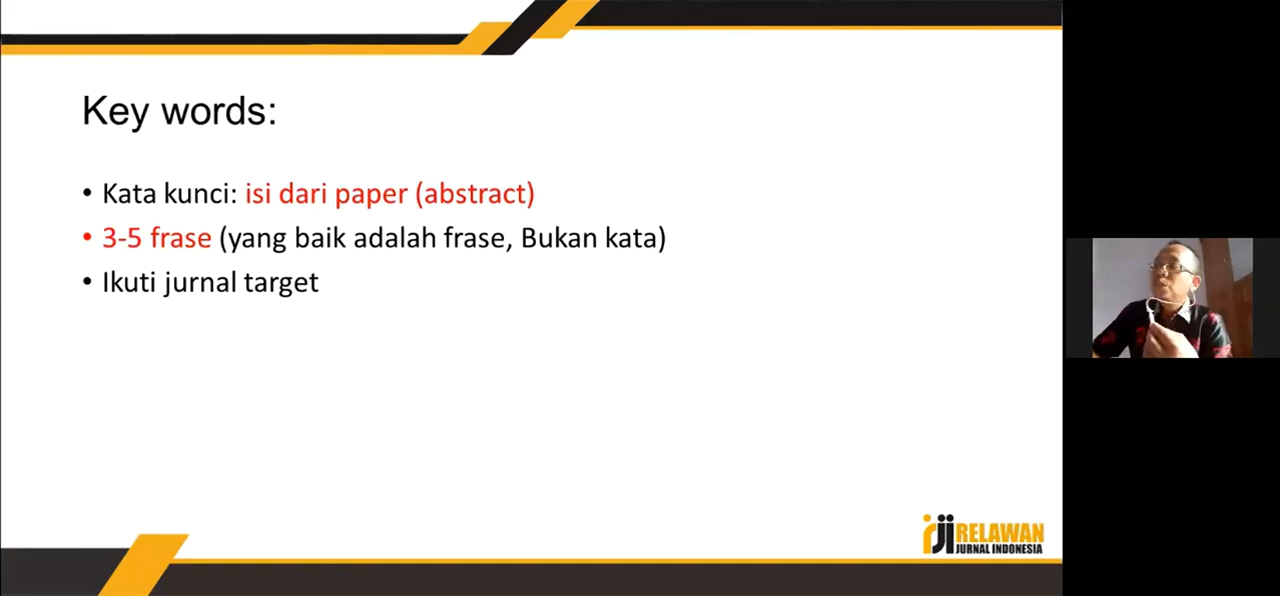 Key words:
• Kata kunci: isi dari paper (abstract)
• 3-5 frase (yang baik adalah frase, Bukan kata)
• Ikuti jurnal target
rji RELAWAN
JURNAL INDONESIA